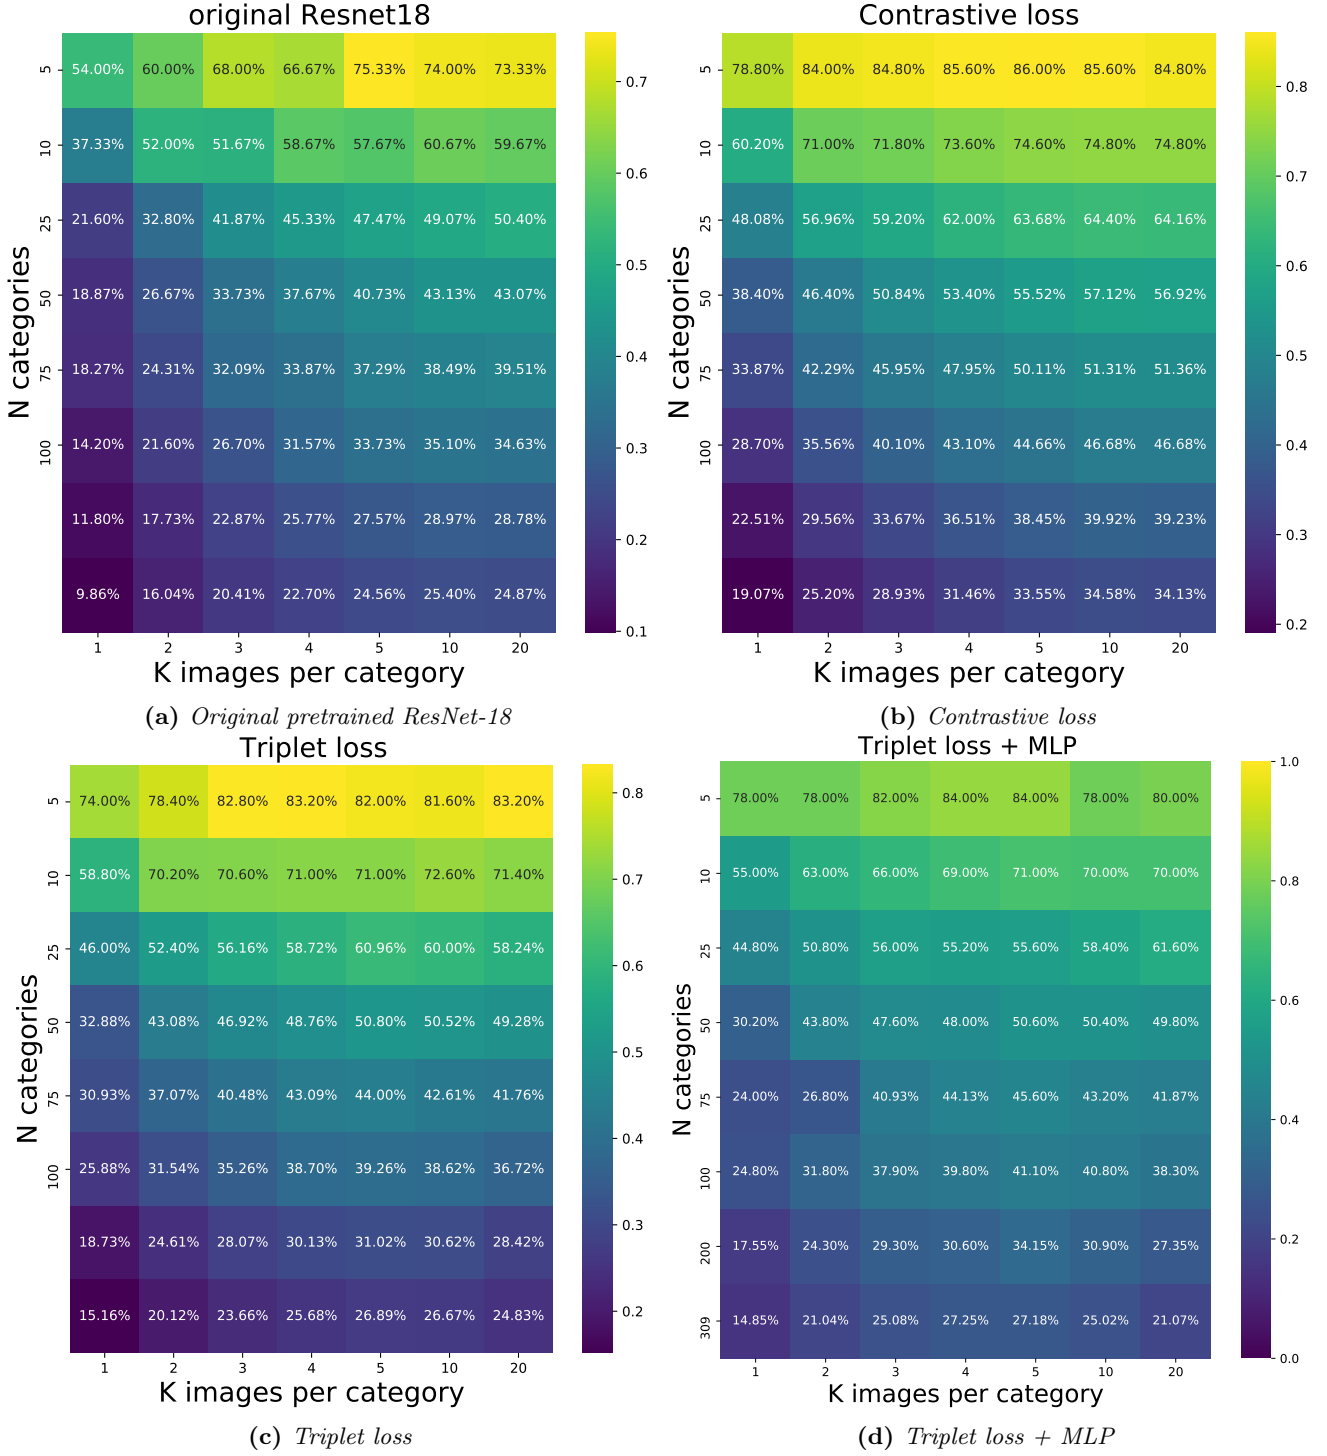 original Resnet18
5 54.00% 60.00% 68.00% 66.67% 75.33% 74.00% 73.33%
10 37.33% 52.00% 51.67% 58.67% 57.67% 60.67% 59.67%
25 21.60% 32.80% 41.87% 45.33% 47.47% 49.07% 50.40%
50 18.87% 26.67% 33.73% 37.67% 40.73% 43.13% 43.07%
75 18.27% 24.31% 32.09% 33.87% 37.29% 38.49% 39.51%
100 14.20% 21.60% 26.70% 31.57% 33.73% 35.10% 34.63%
11.80% 17.73% 22.87% 25.77% 27.57% 28.97% 28.78%
9.86% 16.04% 20.41% 22.70% 24.56% 25.40% 24.87%
N categories
1 2 3 4 5 10 20
K images per category
0.7
0.6
0.5
0.4
0.3
0.2
0.1
(a) Original pretrained ResNet-18
Contrastive loss
5 78.80% 84.00% 84.80% 85.60% 86.00% 85.60% 84.80%
10 60.20% 71.00% 71.80% 73.60% 74.60% 74.80% 74.80%
25 48.08% 56.96% 59.20% 62.00% 63.68% 64.40% 64.16%
50 38.40% 46.40% 50.84% 53.40% 55.52% 57.12% 56.92%
75 33.87% 42.29% 45.95% 47.95% 50.11% 51.31% 51.36%
100 28.70% 35.56% 40.10% 43.10% 44.66% 46.68% 46.68%
22.51% 29.56% 33.67% 36.51% 38.45% 39.92% 39.23%
19.07% 25.20% 28.93% 31.46% 33.55% 34.58% 34.13%
N categories
1 2 3 4 5 10 20
K images per category
0.8
0.7
0.6
0.5
0.4
0.3
0.2
(b) Contrastive loss
Triplet loss
5 74.00% 78.40% 82.80% 83.20% 82.00% 81.60% 83.20%
10 58.80% 70.20% 70.60% 71.00% 71.00% 72.60% 71.40%
25 46.00% 52.40% 56.16% 58.72% 60.96% 60.00% 58.24%
50 32.88% 43.08% 46.92% 48.76% 50.80% 50.52% 49.28%
75 30.93% 37.07% 40.48% 43.09% 44.00% 42.61% 41.76%
100 25.88% 31.54% 35.26% 38.70% 39.26% 38.62% 36.72%
18.73% 24.61% 28.07% 30.13% 31.02% 30.62% 28.42%
15.16% 20.12% 23.66% 25.68% 26.89% 26.67% 24.83%
N categories
1 2 3 4 5 10 20
K images per category
0.8
0.7
0.6
0.5
0.4
0.3
0.2
(c) Triplet loss
Triplet loss + MLP
5 78.00% 78.00% 82.00% 84.00% 84.00% 78.00% 80.00%
10 55.00% 63.00% 66.00% 69.00% 71.00% 70.00% 70.00%
25 44.80% 50.80% 56.00% 55.20% 55.60% 58.40% 61.60%
50 30.20% 43.80% 47.60% 48.00% 50.60% 50.40% 49.80%
75 24.00% 26.80% 40.93% 44.13% 45.60% 43.20% 41.87%
100 24.80% 31.80% 37.90% 39.80% 41.10% 40.80% 38.30%
200 17.55% 24.30% 29.30% 30.60% 34.15% 30.90% 27.35%
309 14.85% 21.04% 25.08% 27.25% 27.18% 25.02% 21.07%
N categories
1 2 3 4 5 10 20
K images per category
1.0
0.8
0.6
0.4
0.2
0.0
(d) Triplet loss + MLP